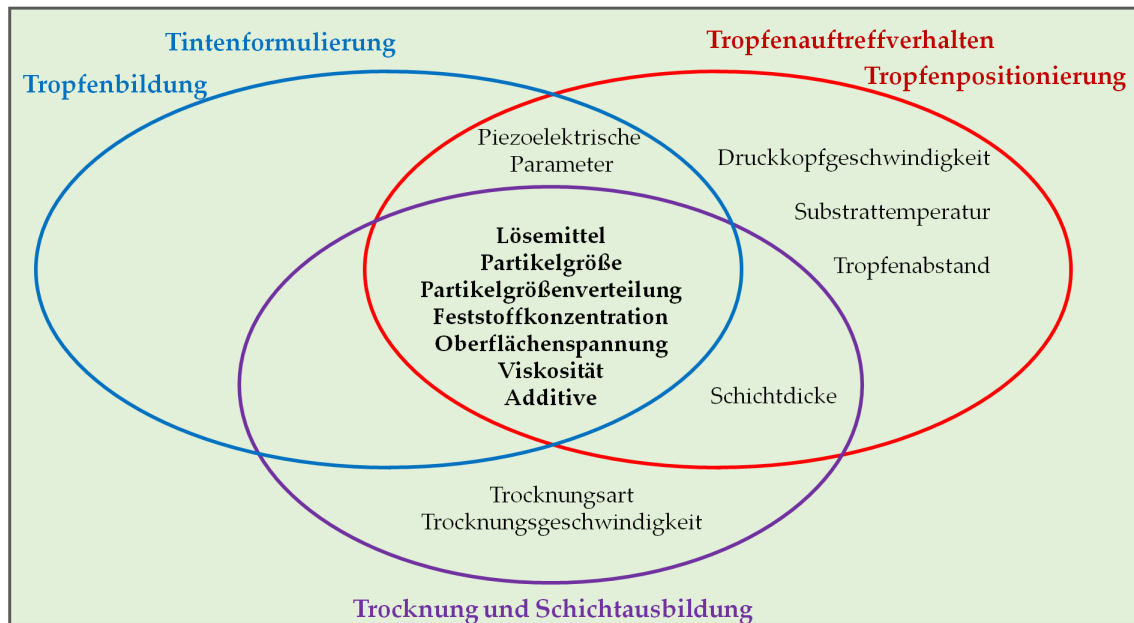 Tintenformulierung
Tropfenbildung
Tropfenauftreffverhalten
Tropfenpositionierung
Piezoelektrische
Parameter
Druckkopfgeschwindigkeit
Substrattemperatur
Tropfenabstand
Lösemittel
Partikelgröße
Partikelgrößenverteilung
Feststoffkonzentration
Oberflächenspannung
Viskosität
Additive
Schichtdicke
Trocknungsart
Trocknungsgeschwindigkeit
Trocknung und Schichtausbildung